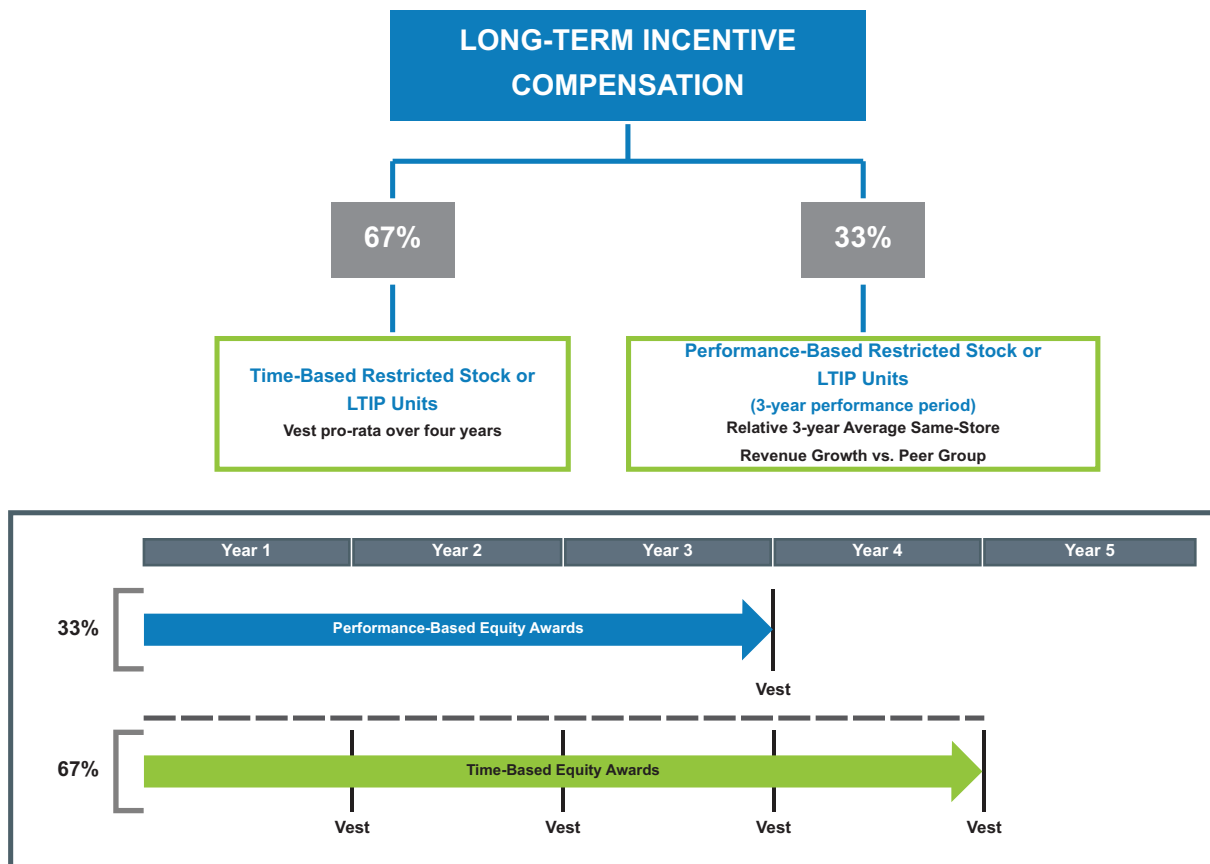 LONG-TERM INCENTIVE
COMPENSATION
67%
33%
Time-Based Restricted Stock or
LTIP Units
Vest pro-rata over four years
Performance-Based Restricted Stock or
LTIP Units
(3-year performance period)
Relative 3-year Average Same-Store
Revenue Growth vs. Peer Group
Year 1
Year 2
Year 3
Year 4
Year 5
33%
Performance-Based Equity Awards
Vest
67%
Time-Based Equity Awards
Vest
Vest
Vest
Vest